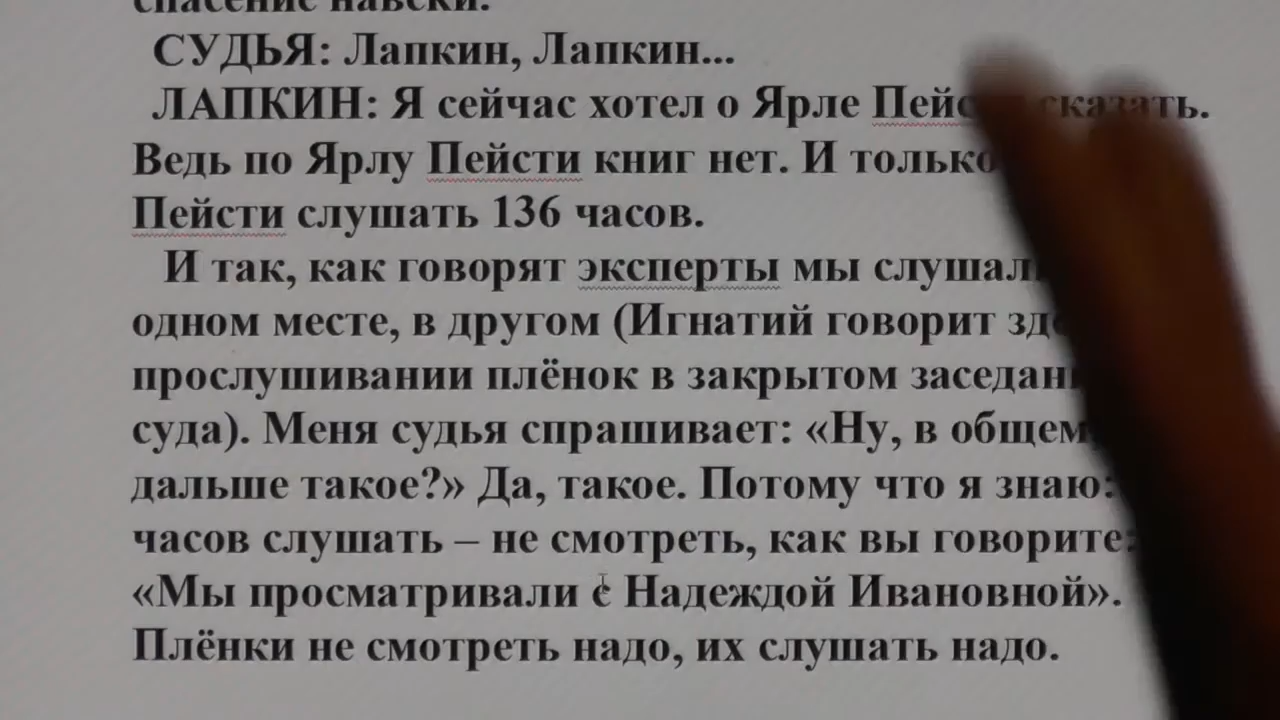 спасение навеки.
СУДЬЯ: Лапкин, Лапкин...
ЛАПКИН: Я сейчас хотел о Ярле сказать.
Ведь по Ярлу Пейсти книг нет. И только
Пейсти слушать 136 часов.
И так, как говорят эксперты мы
одном месте, в другом (Игнатий говорит
прослушивании плёнок в закрытом
суда). Меня судья спрашивает: «Ну, в общем,
дальше такое?» Да, такое. Потому что я знаю:
часов слушать – не смотреть, как вы говорите:
«Мы просматривали с Надеждой Ивановной».
Плёнки не смотреть надо, их слушать надо.